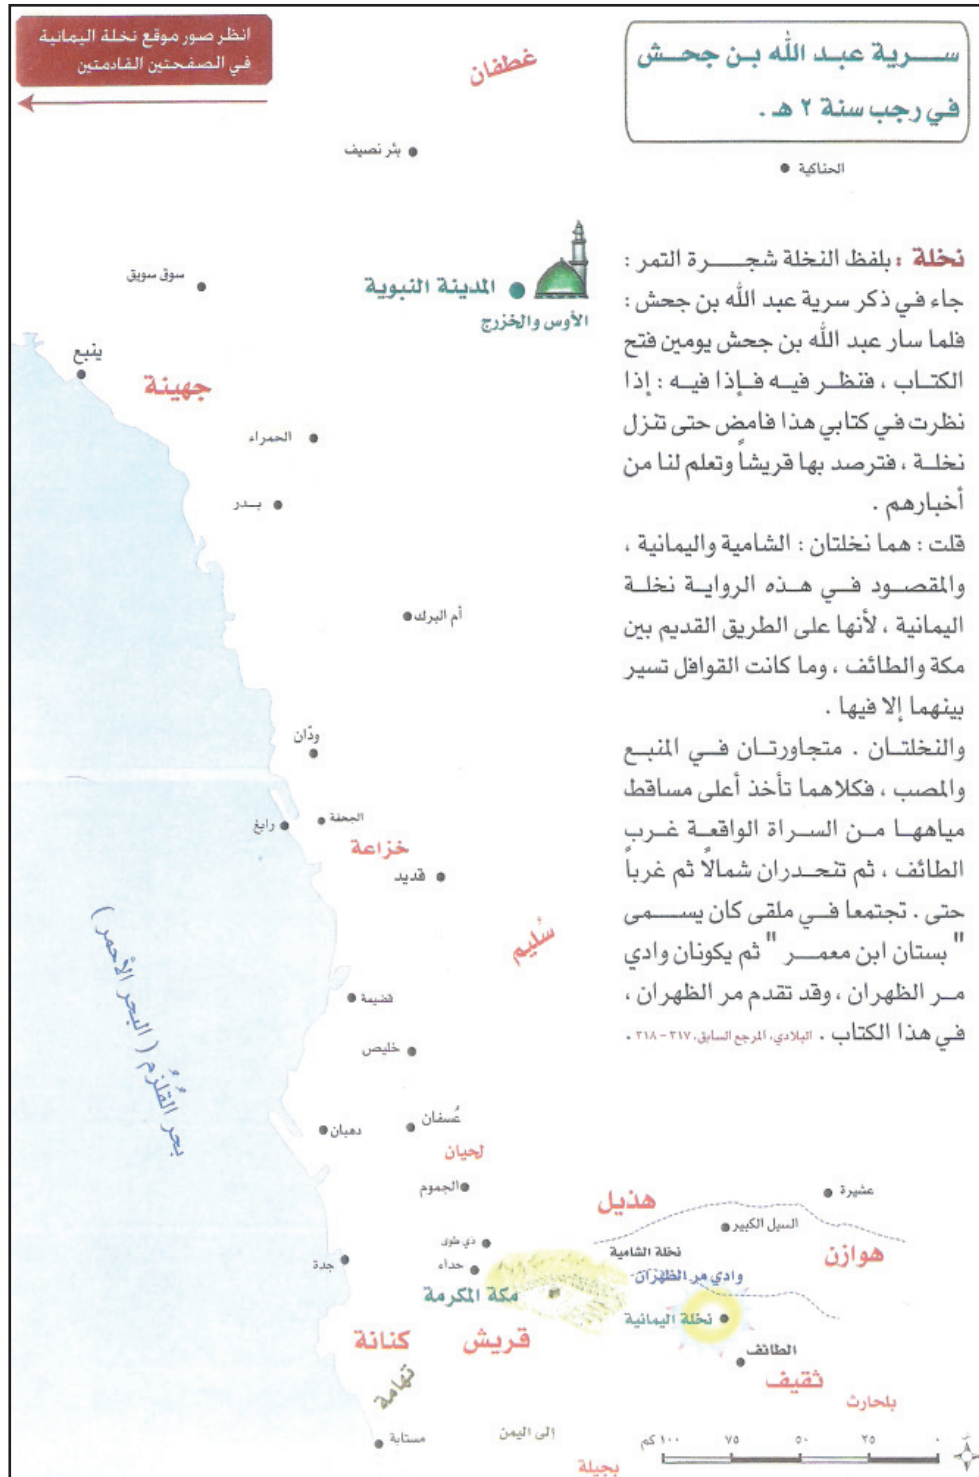 سرية عبد الله بن جحش
في رجب سنة ٢ هـ .
انظر صور موقع نخلة اليمانية
في الصفحتين القادمتين
غطفان
بئر نصيف
الحناكية
نخلة : بلفظ النخلة شجرة التمر :
جاء في ذكر سرية عبد الله بن جحش :
فلما سار عبد الله بن جحش يومين فتح
الكتاب ، فنظر فيه فإذا فيه : إذا
نظرت في كتابي هذا فامض حتى تنزل
نخلة ، فترصد بها قريشاً وتعلم لنا من
أخبارهم .
قلت : هما نخلتان : الشامية واليمانية ،
والمقصود في هذه الرواية نخلة
اليمانية ، لأنها على الطريق القديم بين
مكة والطائف ، وما كانت القوافل تسير
بينهما إلا فيها .
والنخلتان . متجاورتان في المنبع
والمصب ، فكلاهما تأخذ أعلى مساقط
مياهها من السراة الواقعة غرب
الطائف ، ثم تنحدران شمالاً ثم غرباً
حتى . تجتمعا في ملقى كان يسمى
" بستان ابن معمر " ثم يكونان وادي
مر الظهران ، وقد تقدم مر الظهران ،
في هذا الكتاب . البلادي، المرجع السابق، ٣١٧ - ٣١٨ .
سوق سويق
المدينة النبوية
الأوس والخزرج
ينبع
جهينة
الحمراء
بدر
أم البرك
ودّان
الجحفة
رابغ
خزاعة
قديد
سُليم
بحر القُلزُم ( البحر الأحمر )
قضيمة
خليص
عُسفان
دهبان
لحيان
الجموم
هذيل
عشيرة
السيل الكبير
هوازن
ذي طوى
نخلة الشامية
حداء
جدة
وادي مر الظهران
مكة المكرمة
نخلة اليمانية
كنانة
قريش
الطائف
ثقيف
تهامة
بلحارث
إلى اليمن
مستابة
بجيلة
٠ ٢٥ ٥٠ ٧٥ ١٠٠ كم